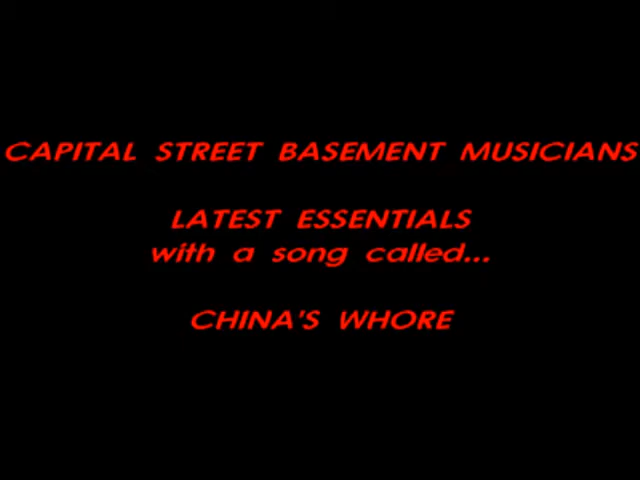 CAPITAL STREET BASEMENT MUSICIANS
LATEST ESSENTIALS
with a song called...
CHINA'S WHORE